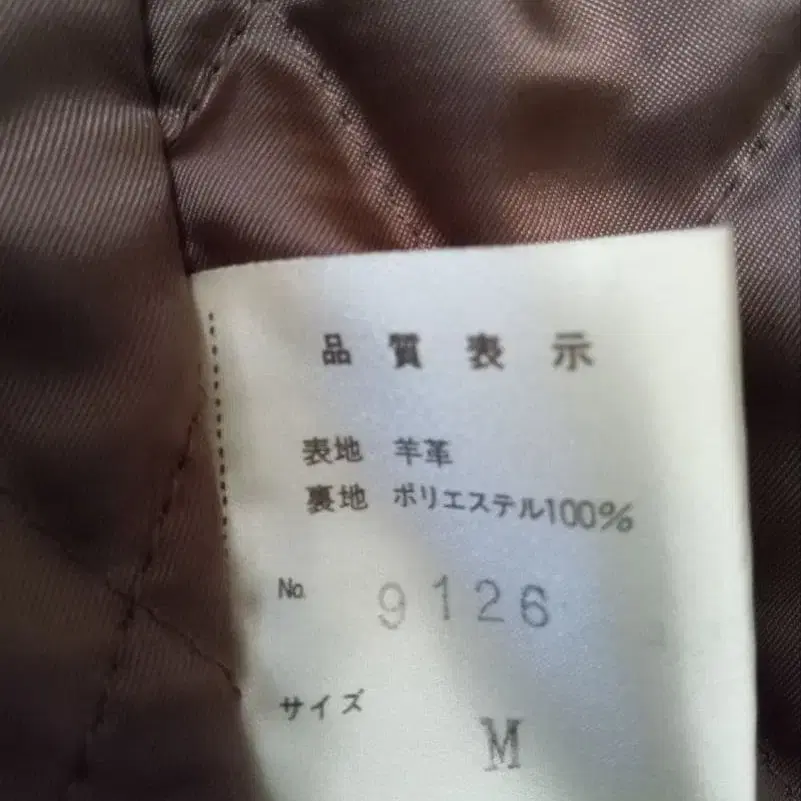 品質表示
表地 羊革
裏地 ポリエステル100%
No. 9126
サイズ
M